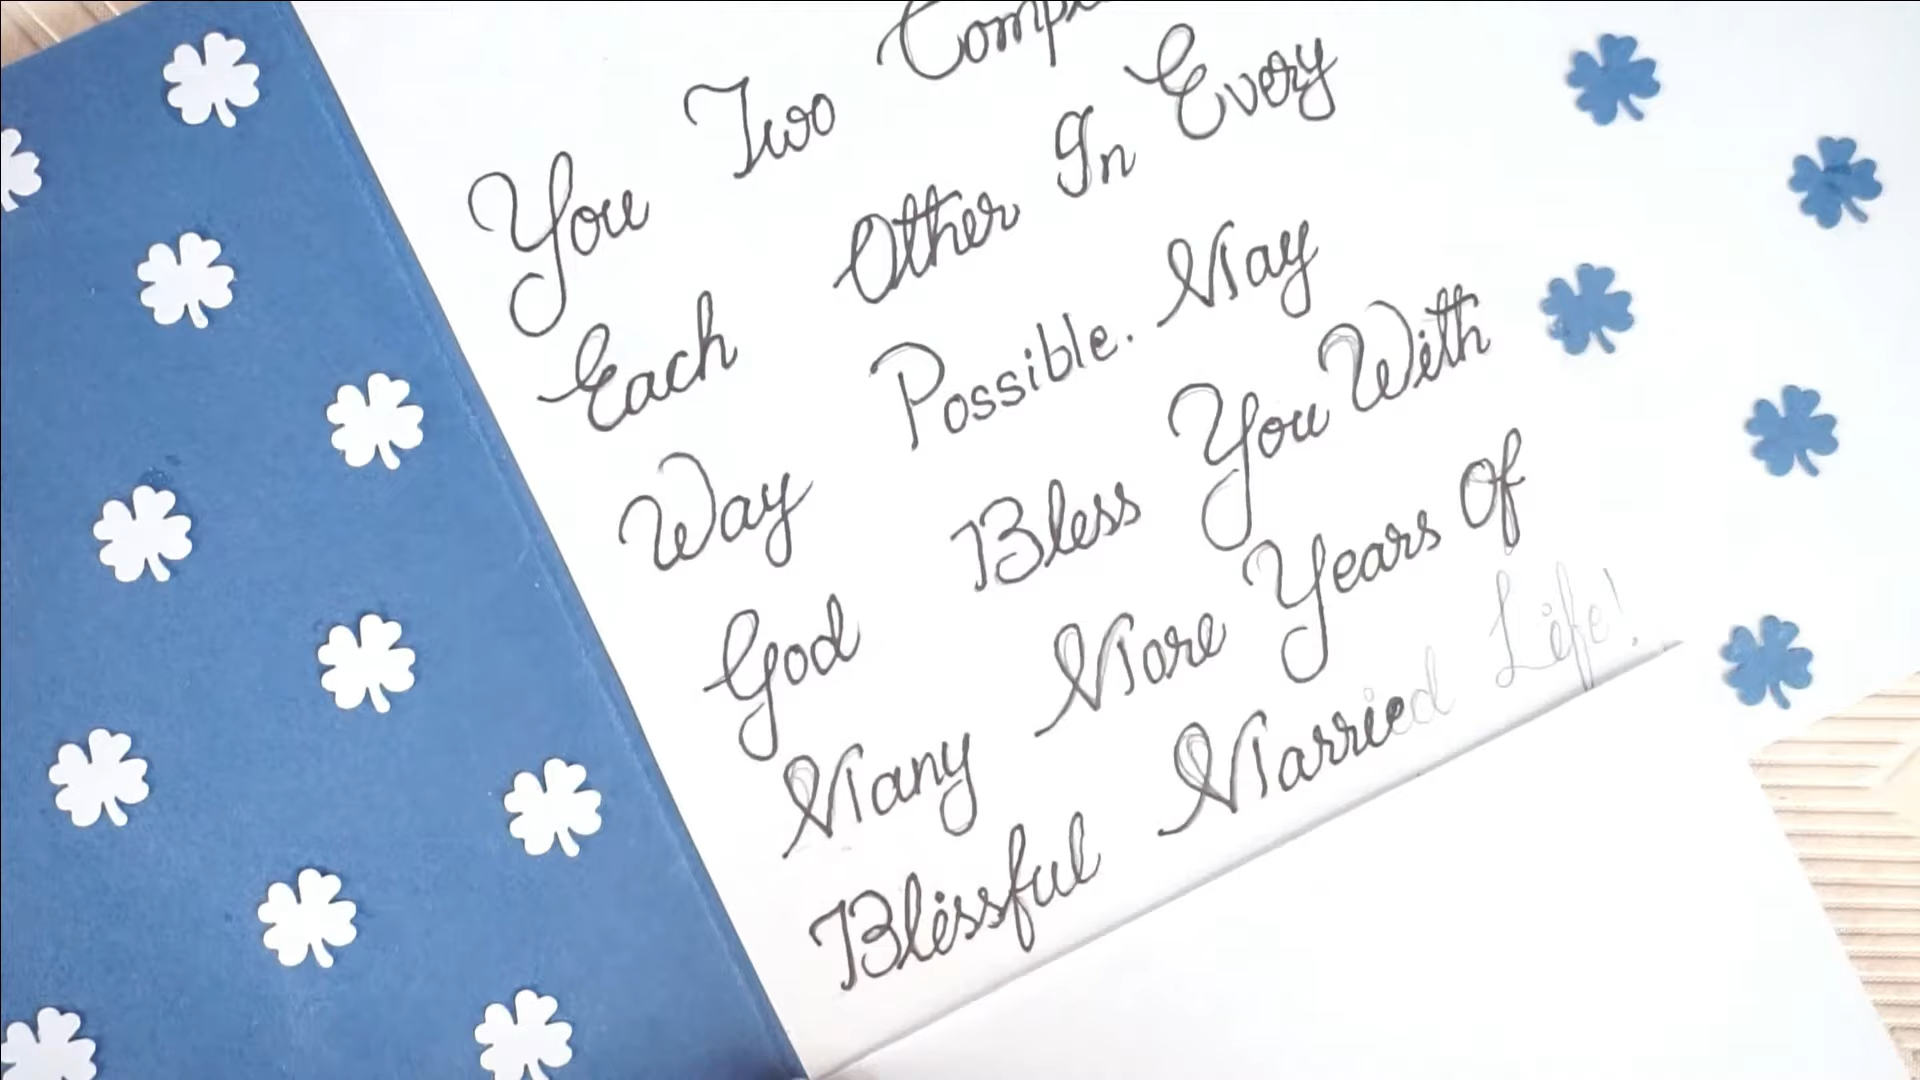 You Two
Each Other In Every
Way Possible. May
God Bless You With
Many More Years Of
Blissful Married Life!